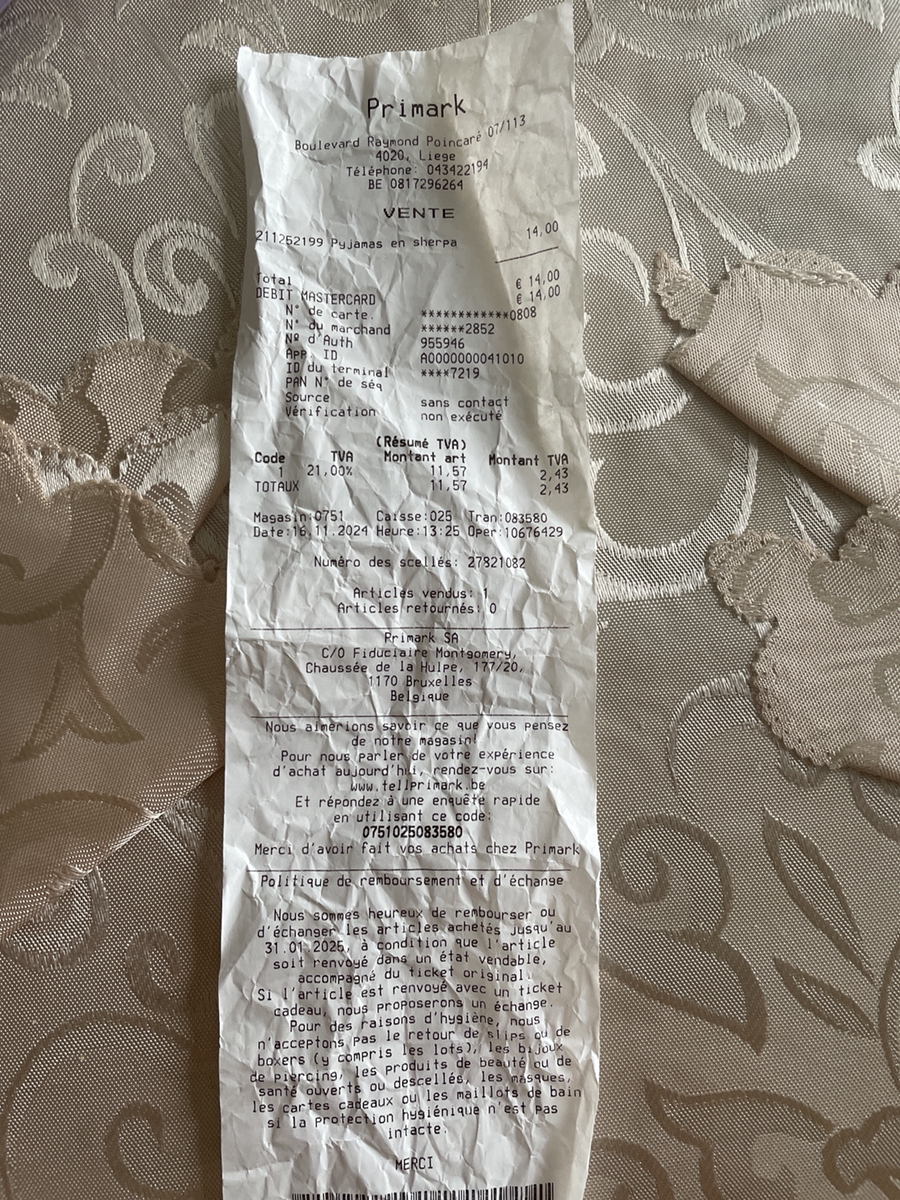 Primark
Boulevard Raymond Poincaré 07/113
4020, Liege
Téléphone: 043422194
BE 0817296264
VENTE
211252199 Pyjamas en sherpa 14,00
Total € 14,00
DEBIT MASTERCARD € 14,00
N° de carte. ************0808
N° du marchand ******2852
Nº d'Auth 955946
App. ID A0000000041010
ID du terminal ****7219
PAN N° de séq
Source sans contact
Vérification non exécuté
(Résumé TVA)
Code TVA Montant art Montant TVA
1 21,00% 11,57 2,43
TOTAUX 11,57 2,43
Magasin:0751 Caisse:025 Tran:083580
Date:16.11.2024 Heure:13:25 Oper:10676429
Numéro des scellés: 27821082
Articles vendus: 1
Articles retournés: 0
Primark SA
C/O Fiduciaire Montgomery,
Chaussée de la Hulpe, 177/20,
1170 Bruxelles
Belgique
Nous aimerions savoir ce que vous pensez
de notre magasin!
Pour nous parler de votre expérience
d'achat aujourd'hui, rendez-vous sur:
www.tellprimark.be
Et répondez à une enquête rapide
en utilisant ce code:
0751025083580
Merci d'avoir fait vos achats chez Primark
Politique de remboursement et d'échange
Nous sommes heureux de rembourser ou
d'échanger les articles achetés jusqu'au
31.01.2025, à condition que l'article
soit renvoyé dans un état vendable,
accompagné du ticket original.
Si l'article est renvoyé avec un ticket
cadeau, nous proposerons un échange.
Pour des raisons d'hygiène, nous
n'acceptons pas le retour de slips ou de
boxers (y compris les lots), les bijoux
de piercing, les produits de beauté ou de
santé ouverts ou descellés, les masques,
les cartes cadeaux ou les maillots de bain
si la protection hygiénique n'est pas
intacte.
MERCI